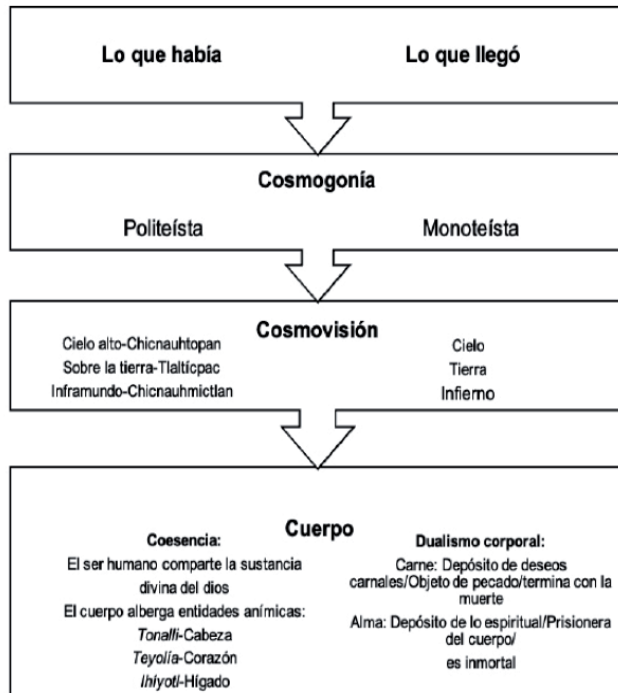 Lo que había Lo que llegó
Cosmogonía
Politeísta Monoteísta
Cosmovisión
Cielo alto-Chicnauhtopan
Sobre la tierra-Tlaltícpac
Inframundo-Chicnauhmictlan
Cielo
Tierra
Infierno
Cuerpo
Coesencia:
El ser humano comparte la sustancia
divina del dios
El cuerpo alberga entidades anímicas:
Tonalli-Cabeza
Teyolía-Corazón
Ihíyotl-Hígado
Dualismo corporal:
Carne: Depósito de deseos
carnales/Objeto de pecado/termina con la
muerte
Alma: Depósito de lo espiritual/Prisionera
del cuerpo/
es inmortal